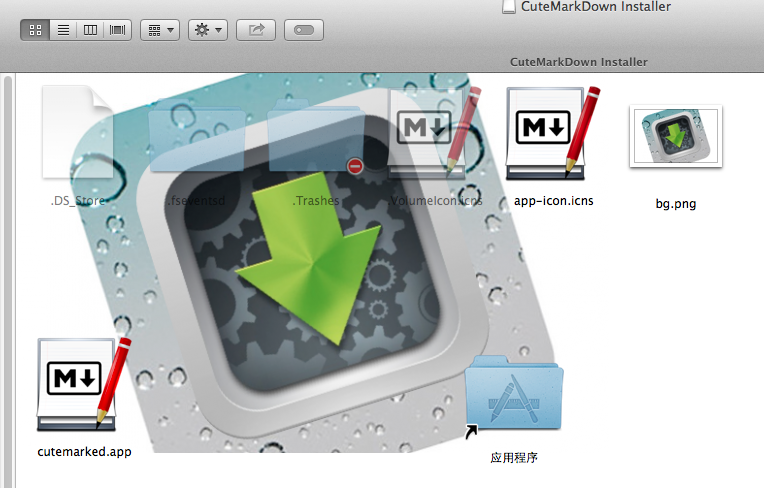 CuteMarkDown Installer
CuteMarkDown Installer
M
M
.DS_Store
.fseventsd
.Trashes
.VolumeIcon.icns
app-icon.icns
bg.png
M
cutemarked.app
应用程序